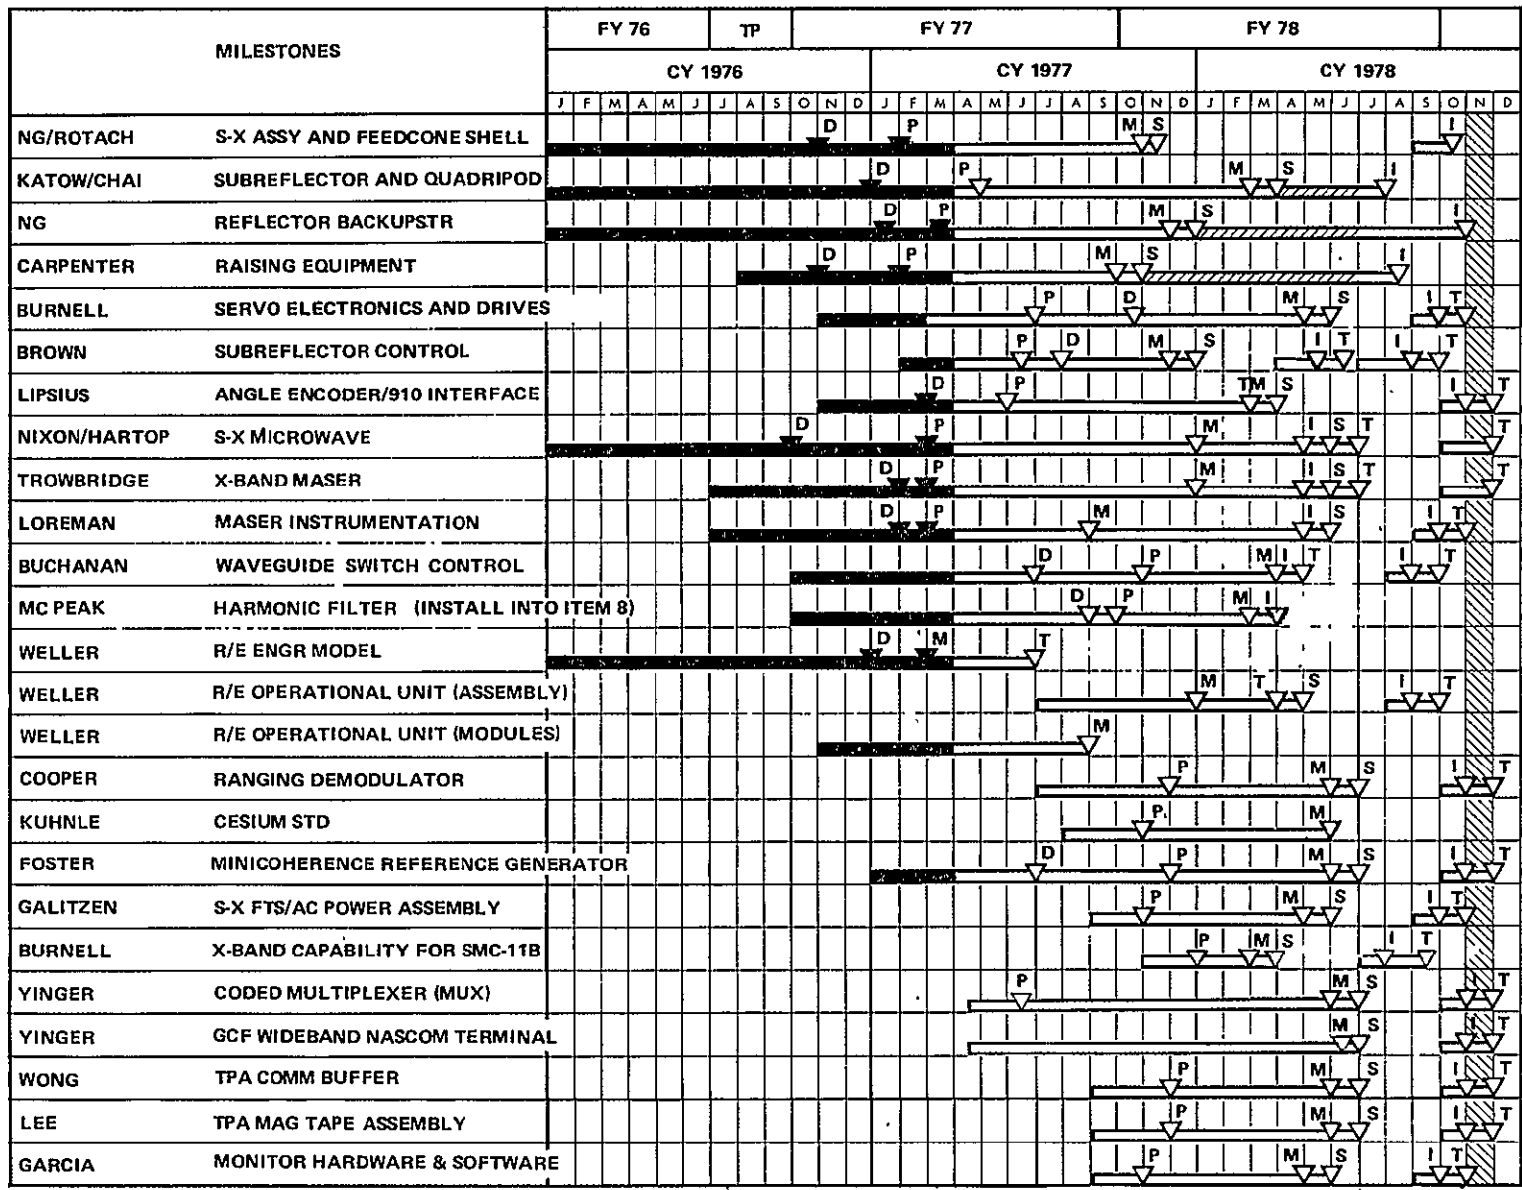 FY 76 TP FY 77 FY 78
MILESTONES
CY 1976 CY 1977 CY 1978
J F M A M J J A S O N D J F M A M J J A S O N D J F M A M J J A S O N D
NG/ROTACH S-X ASSY AND FEEDCONE SHELL D P M S I
KATOW/CHAI SUBREFLECTOR AND QUADRIPOD D P M S I
NG REFLECTOR BACKUPSTR D P M S I
CARPENTER RAISING EQUIPMENT D P M S I
BURNELL SERVO ELECTRONICS AND DRIVES P D M S I T
BROWN SUBREFLECTOR CONTROL P D M S I T I T
LIPSIUS ANGLE ENCODER/910 INTERFACE D P T M S I T
NIXON/HARTOP S-X MICROWAVE D P M I S T T
TROWBRIDGE X-BAND MASER D P M I S T T
LOREMAN MASER INSTRUMENTATION D P M I S I T
BUCHANAN WAVEGUIDE SWITCH CONTROL D P M I T I T
MC PEAK HARMONIC FILTER (INSTALL INTO ITEM 8) D P M I
WELLER R/E ENGR MODEL D M T
WELLER R/E OPERATIONAL UNIT (ASSEMBLY) M T S I T
WELLER R/E OPERATIONAL UNIT (MODULES) M
COOPER RANGING DEMODULATOR P M S I T
KUHNLE CESIUM STD P. M
FOSTER MINICOHERENCE REFERENCE GENERATOR D P M S I T
GALITZEN S-X FTS/AC POWER ASSEMBLY P M S I T
BURNELL X-BAND CAPABILITY FOR SMC-11B P M S I T
YINGER CODED MULTIPLEXER (MUX) P M S I T
YINGER GCF WIDEBAND NASCOM TERMINAL M S I T
WONG TPA COMM BUFFER P M S I T
LEE TPA MAG TAPE ASSEMBLY P M S I T
GARCIA MONITOR HARDWARE & SOFTWARE P M S I T